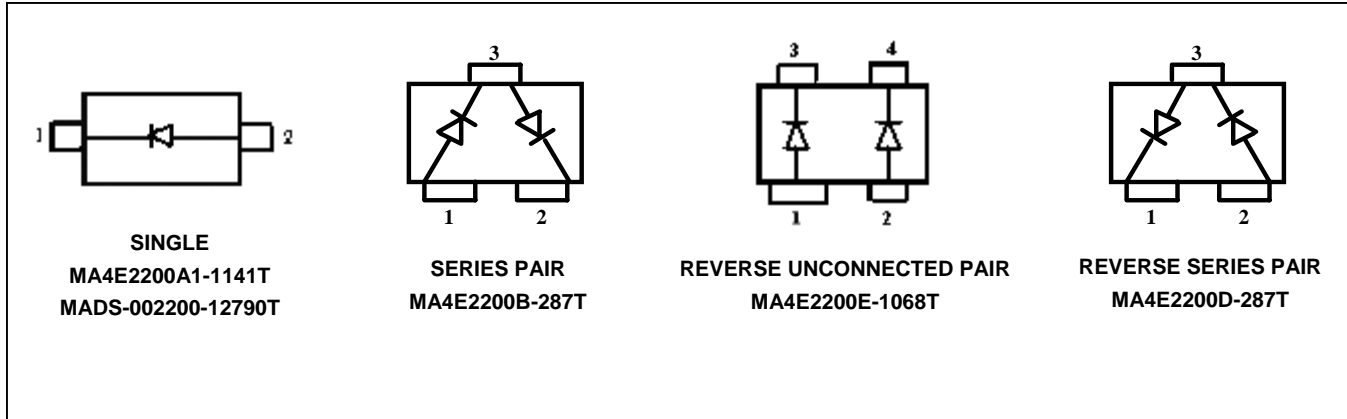 3
3
4
3
1
2
1
2
1
2
1
2
SINGLE
MA4E2200A1-1141T
MADS-002200-12790T
SERIES PAIR
MA4E2200B-287T
REVERSE UNCONNECTED PAIR
MA4E2200E-1068T
REVERSE SERIES PAIR
MA4E2200D-287T